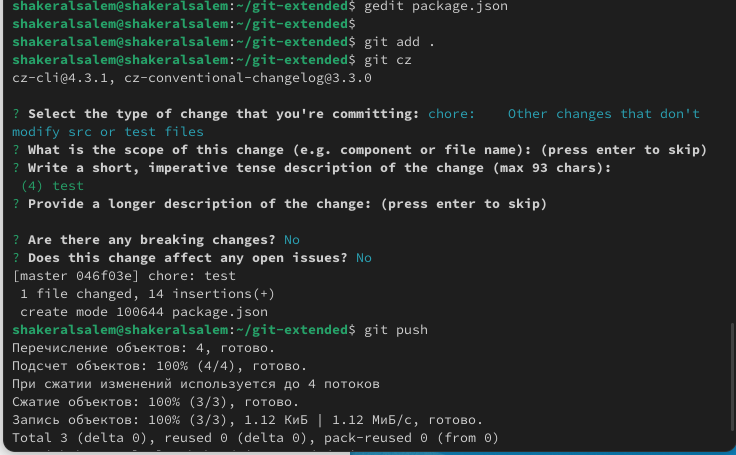 shakeralsalem@shakeralsalem:~/git-extended$ gedit package.json
shakeralsalem@shakeralsalem:~/git-extended$
shakeralsalem@shakeralsalem:~/git-extended$ git add .
shakeralsalem@shakeralsalem:~/git-extended$ git cz
cz-cli@4.3.1, cz-conventional-changelog@3.3.0
? Select the type of change that you're committing: chore:    Other changes that don't
modify src or test files
? What is the scope of this change (e.g. component or file name): (press enter to skip)
? Write a short, imperative tense description of the change (max 93 chars):
(4) test
? Provide a longer description of the change: (press enter to skip)
? Are there any breaking changes? No
? Does this change affect any open issues? No
[master 046f03e] chore: test
1 file changed, 14 insertions(+)
create mode 100644 package.json
shakeralsalem@shakeralsalem:~/git-extended$ git push
Перечисление объектов: 4, готово.
Подсчет объектов: 100% (4/4), готово.
При сжатии изменений используется до 4 потоков
Сжатие объектов: 100% (3/3), готово.
Запись объектов: 100% (3/3), 1.12 КиБ | 1.12 МиБ/с, готово.
Total 3 (delta 0), reused 0 (delta 0), pack-reused 0 (from 0)